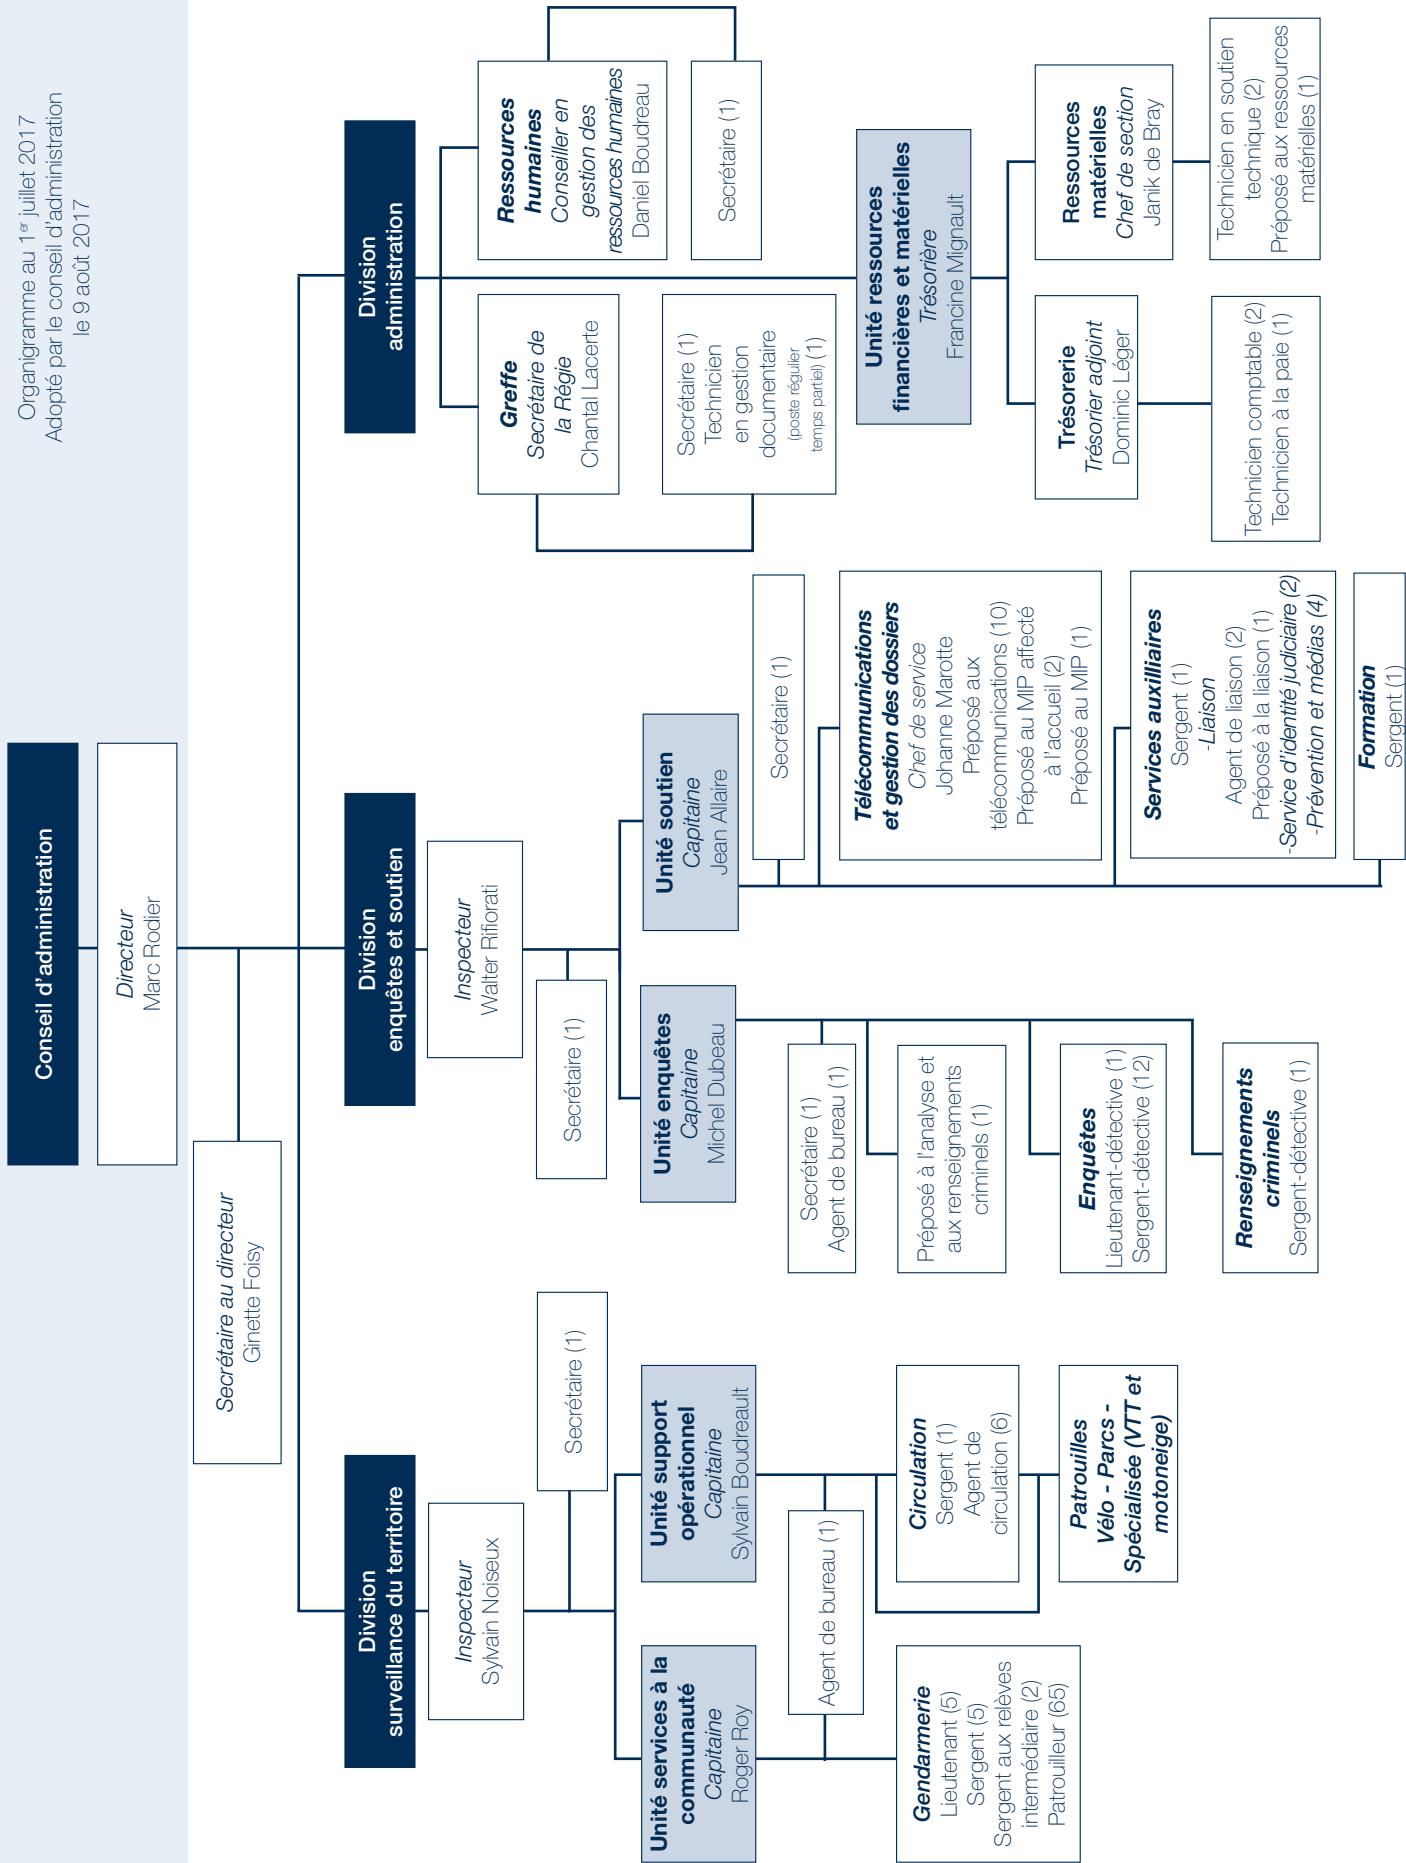 Organigramme au 1er juillet 2017
Adopté par le conseil d'administration
le 9 août 2017
Conseil d'administration
Directeur
Marc Rodier
Secrétaire au directeur
Ginette Foisy
Division
surveillance du territoire
Inspecteur
Sylvain Noiseux
Secrétaire (1)
Unité services à la
communauté
Capitaine
Roger Roy
Unité support
opérationnel
Capitaine
Sylvain Boudreault
Agent de bureau (1)
Gendarmerie
Lieutenant (5)
Sergent (5)
Sergent aux relèves
intermédiaire (2)
Patrouilleur (65)
Circulation
Sergent (1)
Agent de
circulation (6)
Patrouilles
Vélo - Parcs -
Spécialisée (VTT et
motoneige)
Division
enquêtes et soutien
Inspecteur
Walter Rifiorati
Secrétaire (1)
Unité enquêtes
Capitaine
Michel Dubeau
Secrétaire (1)
Agent de bureau (1)
Préposé à l'analyse et
aux renseignements
criminels (1)
Enquêtes
Lieutenant-détective (1)
Sergent-détective (12)
Renseignements
criminels
Sergent-détective (1)
Unité soutien
Capitaine
Jean Allaire
Secrétaire (1)
Télécommunications
et gestion des dossiers
Chef de service
Johanne Marotte
Préposé aux
télécommunications (10)
Préposé au MIP affecté
à l'accueil (2)
Préposé au MIP (1)
Services auxilliaires
Sergent (1)
-Liaison
Agent de liaison (2)
Préposé à la liaison (1)
-Service d'identité judiciaire (2)
-Prévention et médias (4)
Formation
Sergent (1)
Division
administration
Greffe
Secrétaire de
la Régie
Chantal Lacerte
Secrétaire (1)
Technicien
en gestion
documentaire
(poste régulier
temps partiel) (1)
Ressources
humaines
Conseiller en
gestion des
ressources humaines
Daniel Boudreau
Secrétaire (1)
Unité ressources
financières et matérielles
Trésorière
Francine Mignault
Trésorerie
Trésorier adjoint
Dominic Léger
Technicien comptable (2)
Technicien à la paie (1)
Ressources
matérielles
Chef de section
Janik de Bray
Technicien en soutien
technique (2)
Préposé aux ressources
matérielles (1)